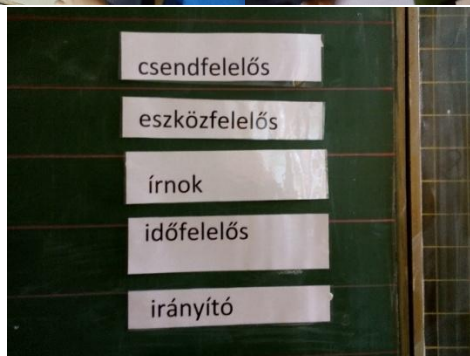 csendfelelős
eszközfelelős
írnok
időfelelős
irányító